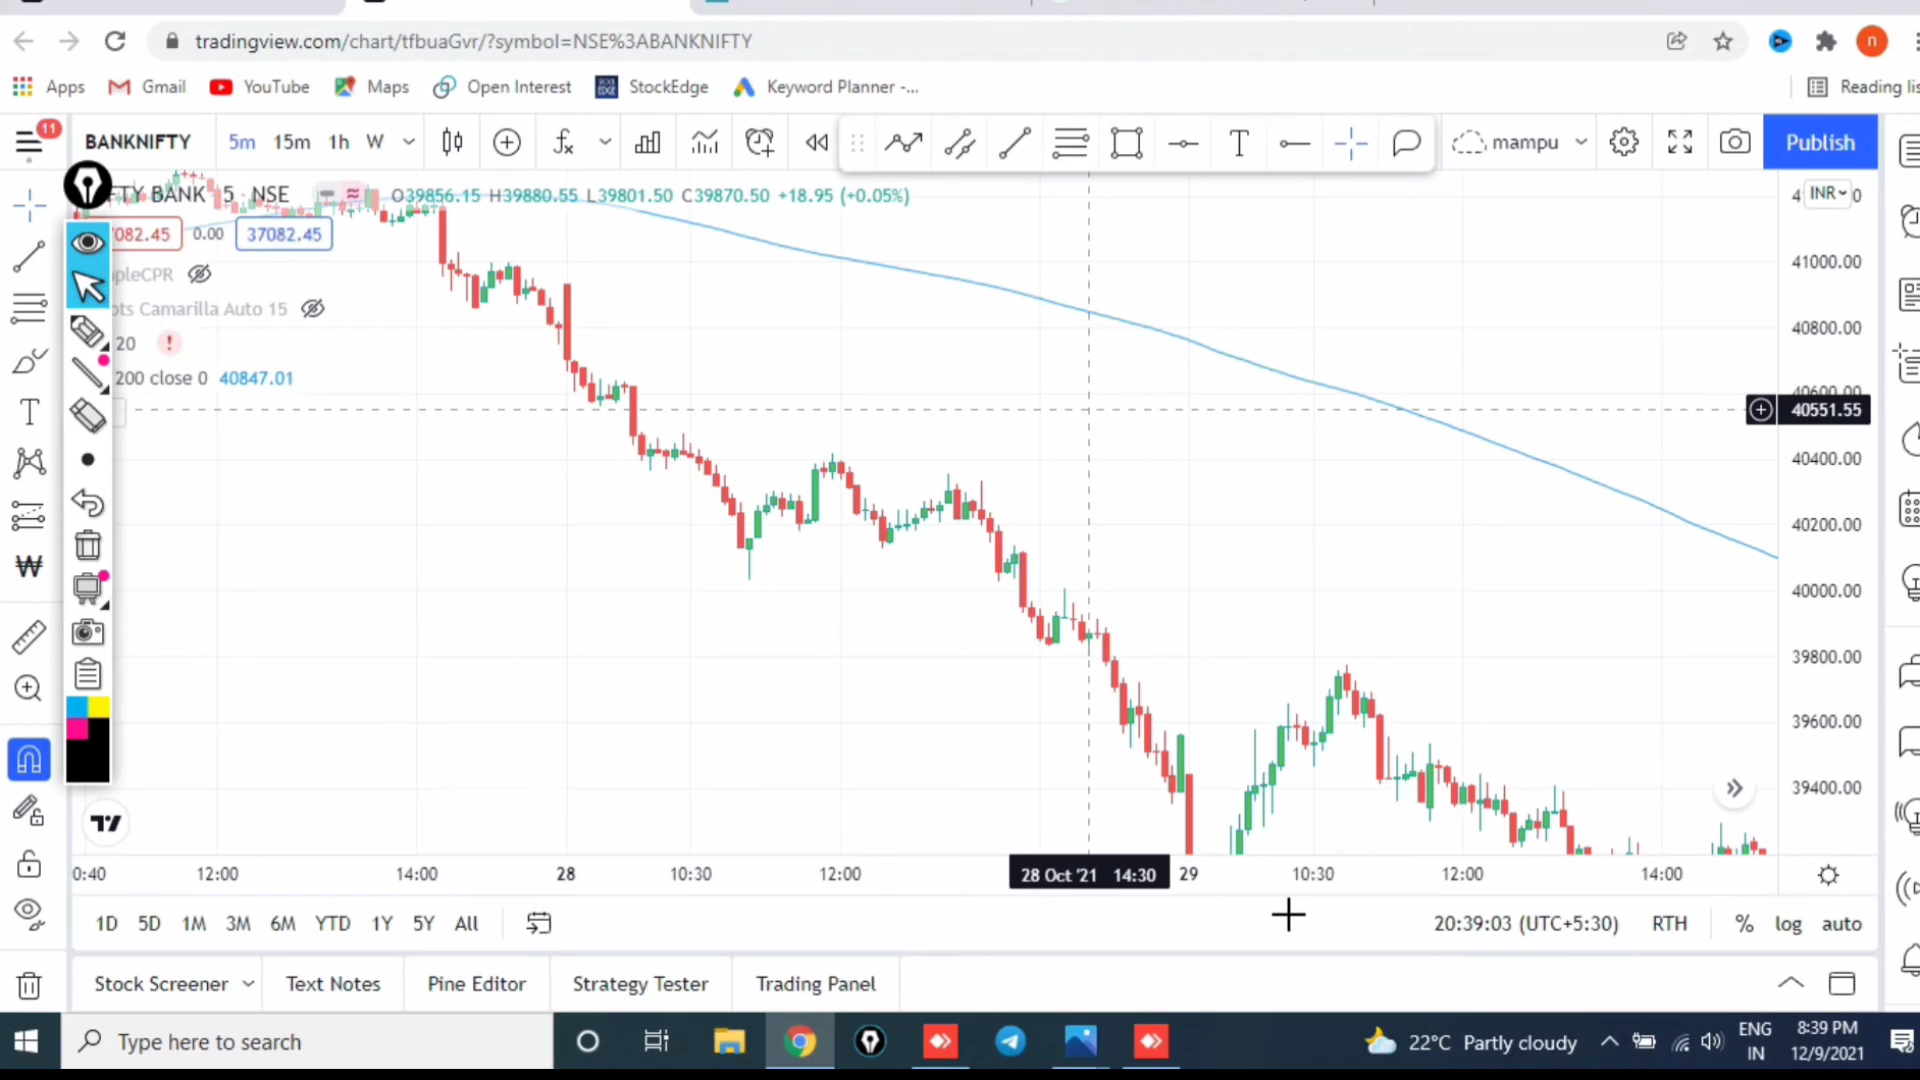 tradingview.com/chart/tfbuaGvr/?symbol=NSE%3ABANKNIFTY
n
Apps Gmail YouTube Maps Open Interest StockEdge Keyword Planner -... Reading lis
11 BANKNIFTY 5m 15m 1h W T mampu Publish
FTY BANK 5 NSE O39856.15 H39880.55 L39801.50 C39870.50 +18.95 (+0.05%)
INR
7082.45 0.00 37082.45
pleCPR
41000.00
ots Camarilla Auto 15
40800.00
20 !
200 close 0 40847.01
40600.00
40551.55
40400.00
40200.00
40000.00
39800.00
39600.00
39400.00
0:40 12:00 14:00 28 10:30 12:00 28 Oct '21 14:30 29 10:30 12:00 14:00
1D 5D 1M 3M 6M YTD 1Y 5Y All 20:39:03 (UTC+5:30) RTH % log auto
Stock Screener Text Notes Pine Editor Strategy Tester Trading Panel
Type here to search 22°C Partly cloudy ENG IN 8:39 PM 12/9/2021